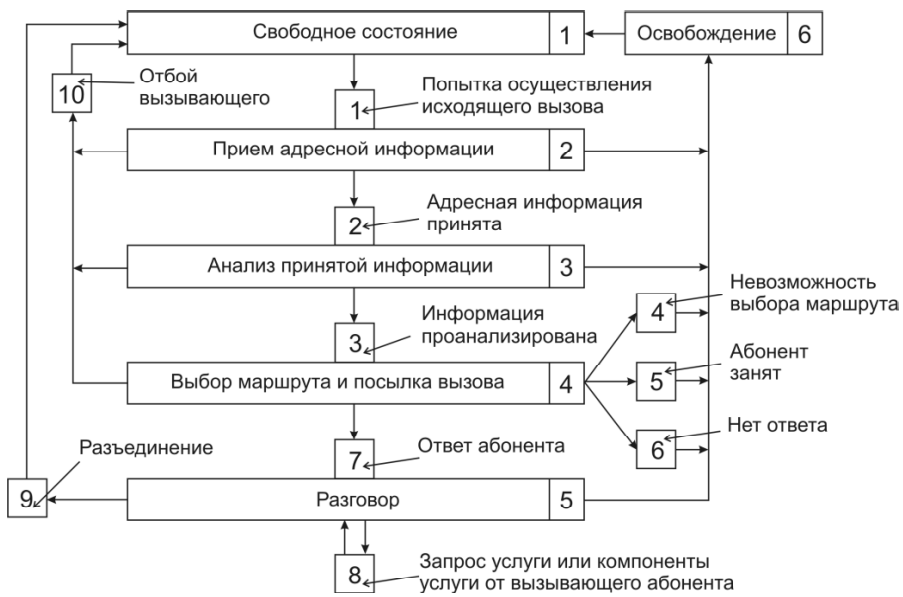 Свободное состояние 1
Освобождение 6
10
Отбой
вызывающего
1
Попытка осуществления
исходящего вызова
Прием адресной информации 2
2
Адресная информация
принята
Анализ принятой информации 3
3
Информация
проанализирована
4
Невозможность
выбора маршрута
Выбор маршрута и посылка вызова 4
5
Абонент
занят
6
Нет ответа
7
Ответ абонента
9
Разъединение
Разговор 5
8
Запрос услуги или компоненты
услуги от вызывающего абонента